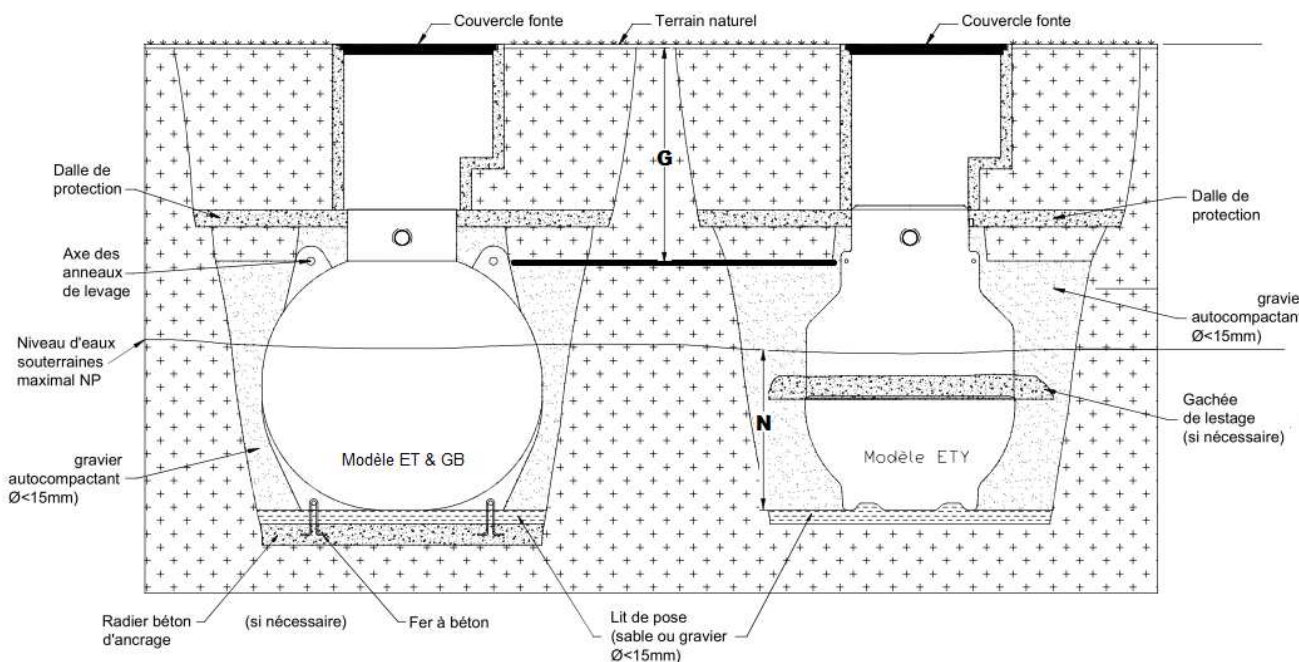 Couvercle fonte
Terrain naturel
Couvercle fonte
G
Dalle de
protection
Dalle de
protection
Axe des
anneaux
de levage
gravie
autocompactant
Ø<15mm)
Niveau d'eaux
souterraines
maximal NP
Gachée
de lestage
(si nécessaire)
N
gravier
autocompactant
Ø<15mm)
Modèle ET & GB
Modèle ETY
Radier béton
d'ancrage
(si nécessaire)
Fer à béton
Lit de pose
(sable ou gravier
Ø<15mm)